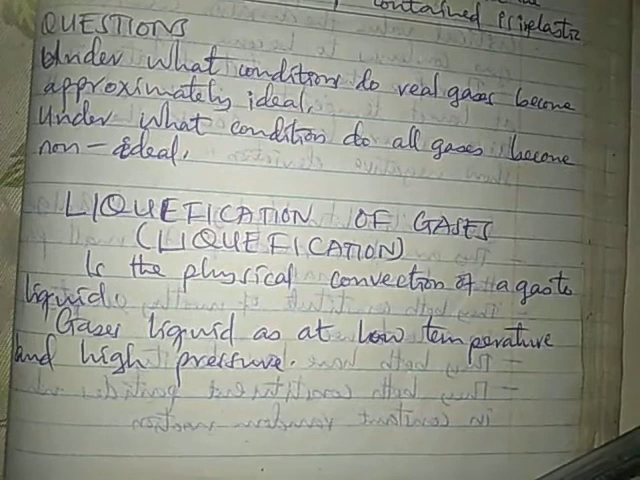 contained
QUESTIONS
Under what conditions do real gases become
approximately ideal.
Under what condition do all gases become
non-ideal.
LIQUEFICATION OF GASES
(LIQUEFICATION)
Is the physical convection of a gas to
liquid.
Gases liquid as at low temperature
and high pressure.